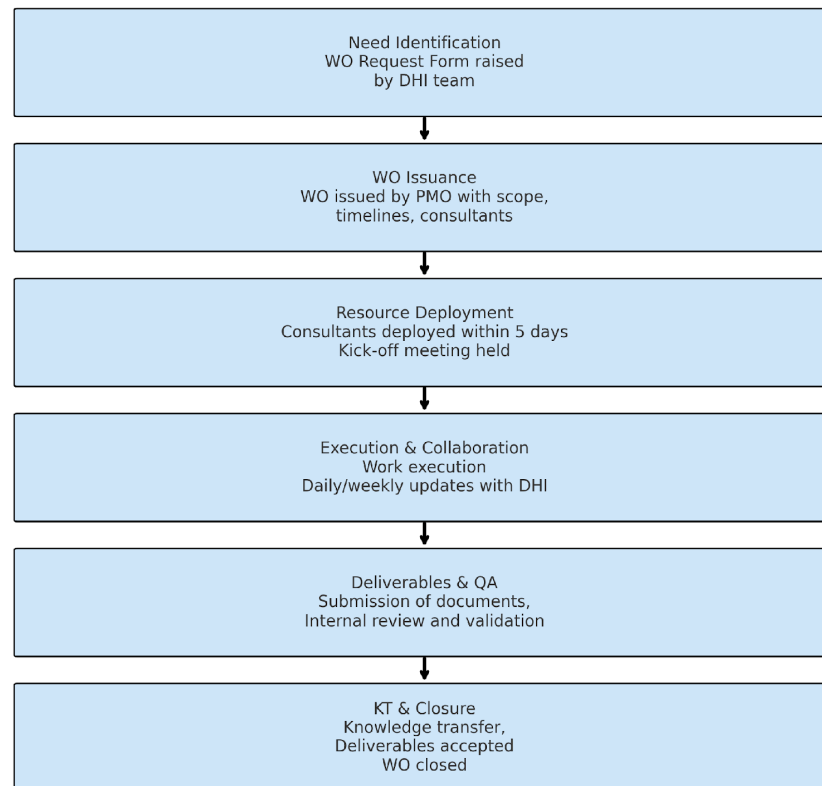 Need Identification
WO Request Form raised
by DHI team
WO Issuance
WO issued by PMO with scope,
timelines, consultants
Resource Deployment
Consultants deployed within 5 days
Kick-off meeting held
Execution & Collaboration
Work execution
Daily/weekly updates with DHI
Deliverables & QA
Submission of documents,
Internal review and validation
KT & Closure
Knowledge transfer,
Deliverables accepted
WO closed